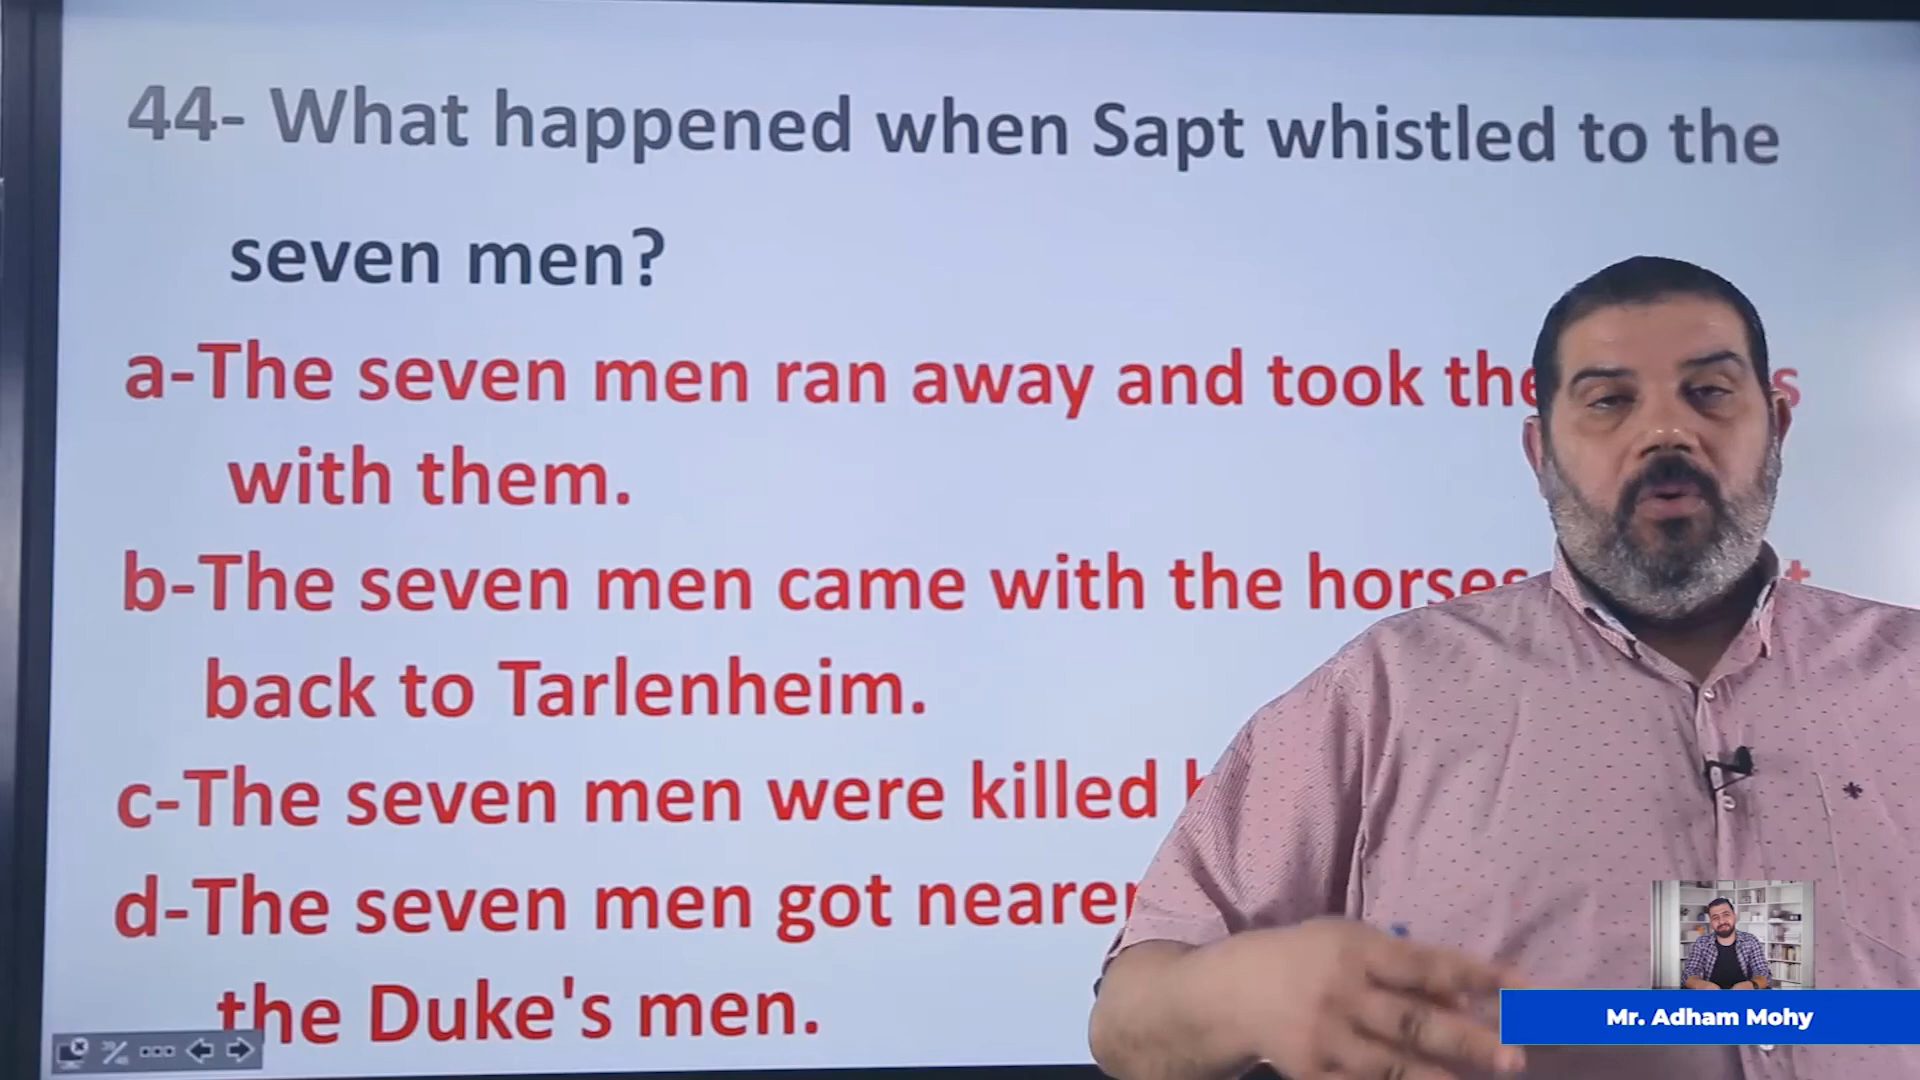 44- What happened when Sapt whistled to the
seven men?
a-The seven men ran away and took the
with them.
b-The seven men came with the horses
back to Tarlenheim.
c-The seven men were killed
d-The seven men got nearer
the Duke's men.
Mr. Adham Mohy